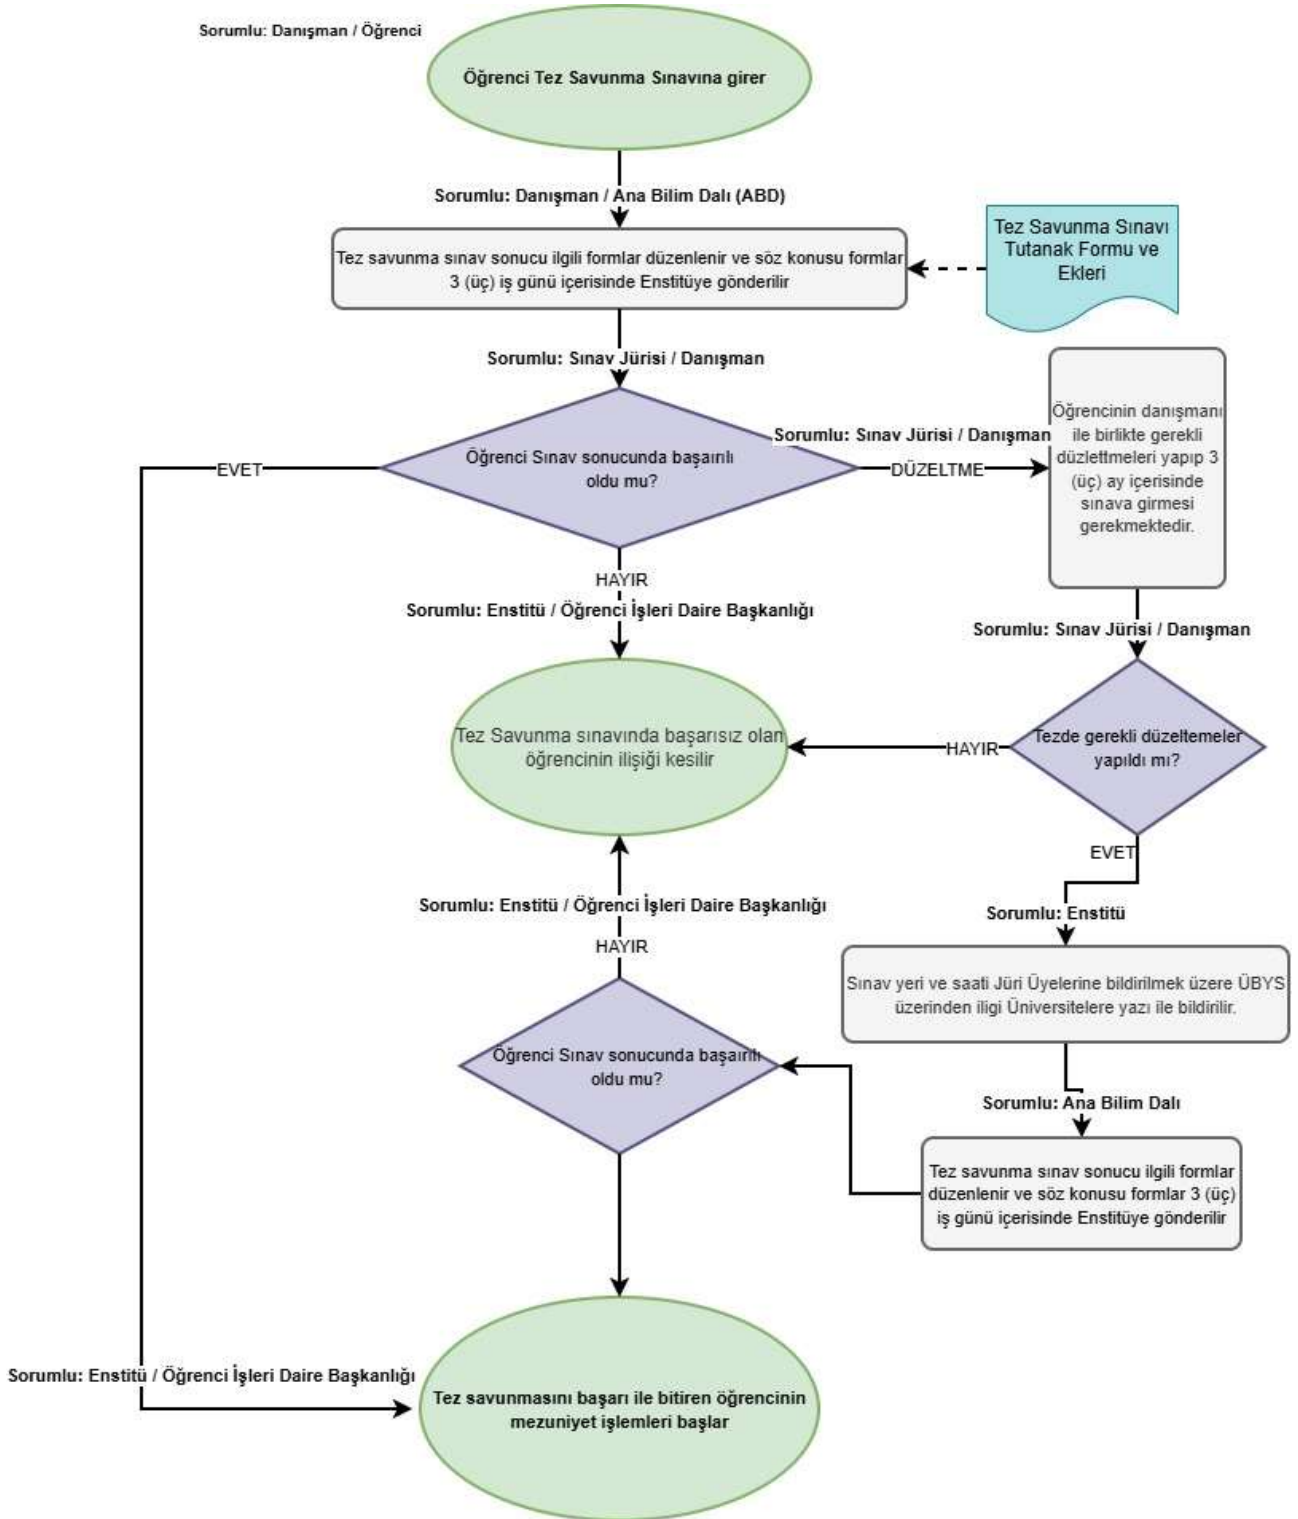 Sorumlu: Danışman / Öğrenci
Öğrenci Tez Savunma Sınavına girer
Sorumlu: Danışman / Ana Bilim Dalı (ABD)
Tez savunma sınav sonucu ilgili formlar düzenlenir ve söz konusu formlar
3 (üç) iş günü içerisinde Enstitüye gönderilir
Tez Savunma Sınavı
Tutanak Formu ve
Ekleri
Sorumlu: Sınav Jürisi / Danışman
Öğrenci Sınav sonucunda başaırılı
oldu mu?
EVET
Sorumlu: Sınav Jürisi / Danışman
DÜZELTME
Öğrencinin danışmanı
ile birlikte gerekli
düzlettmeleri yapıp 3
(üç) ay içerisinde
sınava girmesi
gerekmektedir.
HAYIR
Sorumlu: Enstitü / Öğrenci İşleri Daire Başkanlığı
Sorumlu: Sınav Jürisi / Danışman
Tez Savunma sınavında başarısız olan
öğrencinin ilişiği kesilir
HAYIR
Tezde gerekli düzeltemeler
yapıldı mı?
EVET
Sorumlu: Enstitü / Öğrenci İşleri Daire Başkanlığı
HAYIR
Sorumlu: Enstitü
Sınav yeri ve saati Jüri Üyelerine bildirilmek üzere ÜBYS
üzerinden iligi Üniversitelere yazı ile bildirilir.
Öğrenci Sınav sonucunda başaırılı
oldu mu?
Sorumlu: Ana Bilim Dalı
Tez savunma sınav sonucu ilgili formlar
düzenlenir ve söz konusu formlar 3 (üç)
iş günü içerisinde Enstitüye gönderilir
Sorumlu: Enstitü / Öğrenci İşleri Daire Başkanlığı
Tez savunmasını başarı ile bitiren öğrencinin
mezuniyet işlemleri başlar